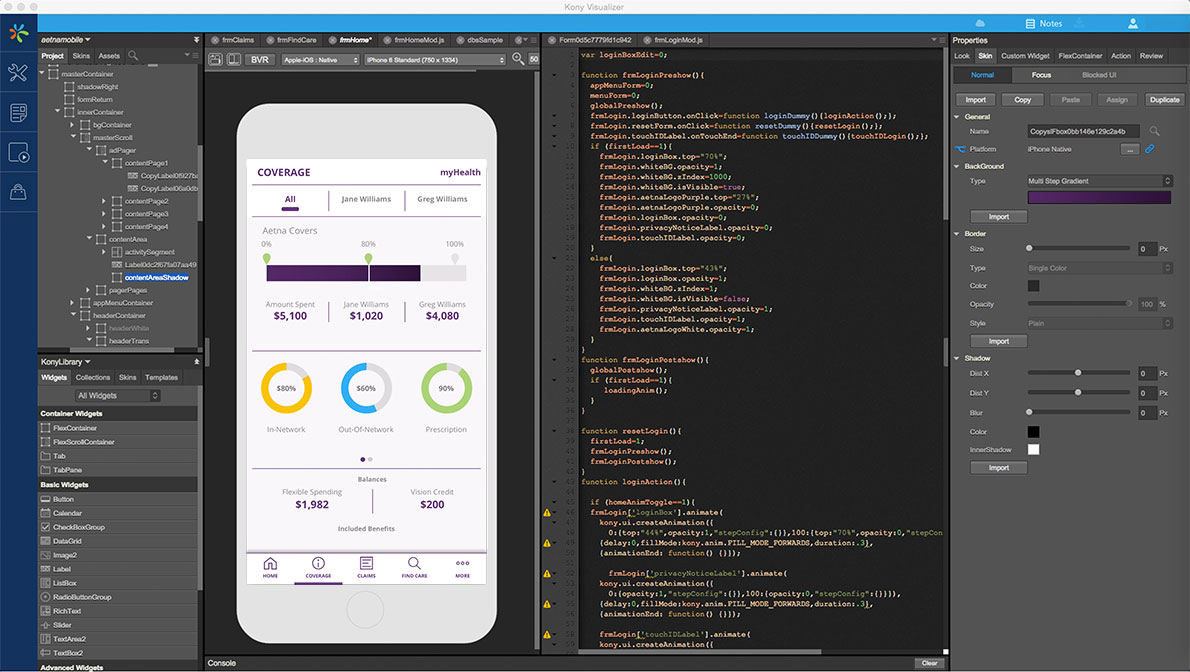 Kony Visualizer
Notes
aetnamobile
Project Skins Assets
masterContainer
shadowRight
formReturn
innerContainer
bgContainer
masterScroll
adPager
contentPage1
CopyLabel0f927ba
CopyLabel06a0db
contentPage2
contentPage3
contentPage4
contentArea
activitySegment
Label0dc2f67fa07aa49
contentAreaShadow
pagerPages
appMenuContainer
headerContainer
headerWhite
headerTrans
KonyLibrary
Widgets Collections Skins Templates
All Widgets
Container Widgets
FlexContainer
FlexScrollContainer
Tab
TabPane
Basic Widgets
Button
Calendar
CheckBoxGroup
DataGrid
Image2
Label
ListBox
RadioButtonGroup
RichText
Slider
TextArea2
TextBox2
Advanced Widgets
frmClaims frmFindCare frmHome* frmHomeMod.js dbsSample
BVR Apple-iOS : Native iPhone 6 Standard (750 x 1334) 50
COVERAGE myHealth
All Jane Williams Greg Williams
Aetna Covers
0% 80% 100%
Amount Spent Jane Williams Greg Williams
$5,100 $1,020 $4,080
$80% $60% 90%
In-Network Out-Of-Network Prescription
Balances
Flexible Spending Vision Credit
$1,982 $200
Included Benefits
HOME COVERAGE CLAIMS FIND CARE MORE
Console Clear
Form0d5c7779fd1c942 frmLoginMod.js
var loginBoxEdit=0;
function frmLoginPreshow(){
appMenuForm=0;
menuForm=0;
globalPreshow();
frmLogin.loginButton.onClick=function loginDummy(){loginAction();};
frmLogin.resetForm.onClick=function resetDummy(){resetLogin();};
frmLogin.touchIDLabel.onTouchEnd=function touchIDDummy(){touchIDLogin();};
if (firstLoad==1){
frmLogin.loginBox.top="70%";
frmLogin.whiteBG.opacity=1;
frmLogin.whiteBG.zIndex=1000;
frmLogin.whiteBG.isVisible=true;
frmLogin.aetnaLogoPurple.top="27%";
frmLogin.aetnaLogoPurple.opacity=0;
frmLogin.loginBox.opacity=0;
frmLogin.privacyNoticeLabel.opacity=0;
frmLogin.touchIDLabel.opacity=0;
}
else{
frmLogin.loginBox.top="43%";
frmLogin.loginBox.opacity=1;
frmLogin.whiteBG.zIndex=1;
frmLogin.whiteBG.isVisible=false;
frmLogin.privacyNoticeLabel.opacity=1;
frmLogin.touchIDLabel.opacity=1;
frmLogin.aetnaLogoWhite.opacity=1;
}
}
function frmLoginPostshow(){
globalPostshow();
if (firstLoad==1){
loadingAnim();
}
}
function resetLogin(){
firstLoad=1;
frmLoginPreshow();
frmLoginPostshow();
}
function loginAction(){
if (homeAnimToggle==1){
frmLogin['loginBox'].animate(
kony.ui.createAnimation({
0:{top:"44%",opacity:1,"stepConfig":{}},100:{top:"70%",opacity:0,"stepCon
{delay:0,fillMode:kony.anim.FILL_MODE_FORWARDS,duration:.3},
{animationEnd: function() {}});
frmLogin['privacyNoticeLabel'].animate(
kony.ui.createAnimation({
0:{opacity:1,"stepConfig":{}},100:{opacity:0,"stepConfig":{}}}),
{delay:0,fillMode:kony.anim.FILL_MODE_FORWARDS,duration:.3},
{animationEnd: function() {}});
frmLogin['touchIDLabel'].animate(
kony.ui.createAnimation({
Properties
Look Skin Custom Widget FlexContainer Action Review
Normal Focus Blocked UI
Import Copy Paste Assign Duplicate
General
Name CopyslFbox0bb146e129c2a4b
Platform iPhone Native ...
BackGround
Type Multi Step Gradient
Import
Border
Size 0 Px
Type Single Color
Color
Opacity 100 %
Style Plain
Import
Shadow
Dist X 0 Px
Dist Y 0 Px
Blur 0 Px
Color
InnerShadow
Import